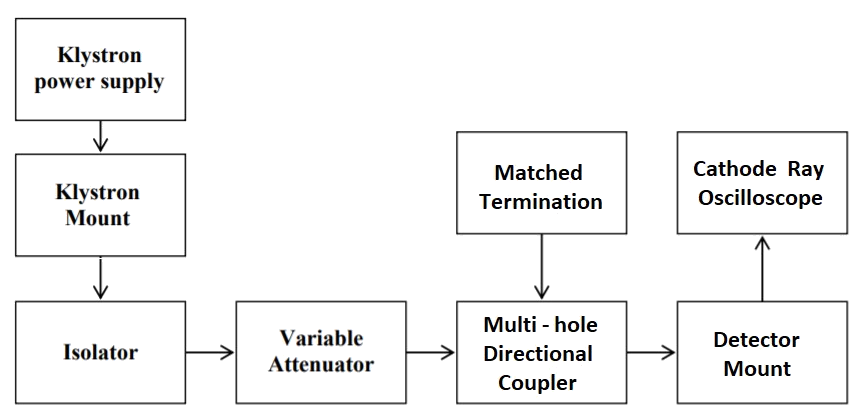 Klystron
power supply
Klystron
Mount
Isolator
Variable
Attenuator
Matched
Termination
Multi - hole
Directional
Coupler
Cathode Ray
Oscilloscope
Detector
Mount